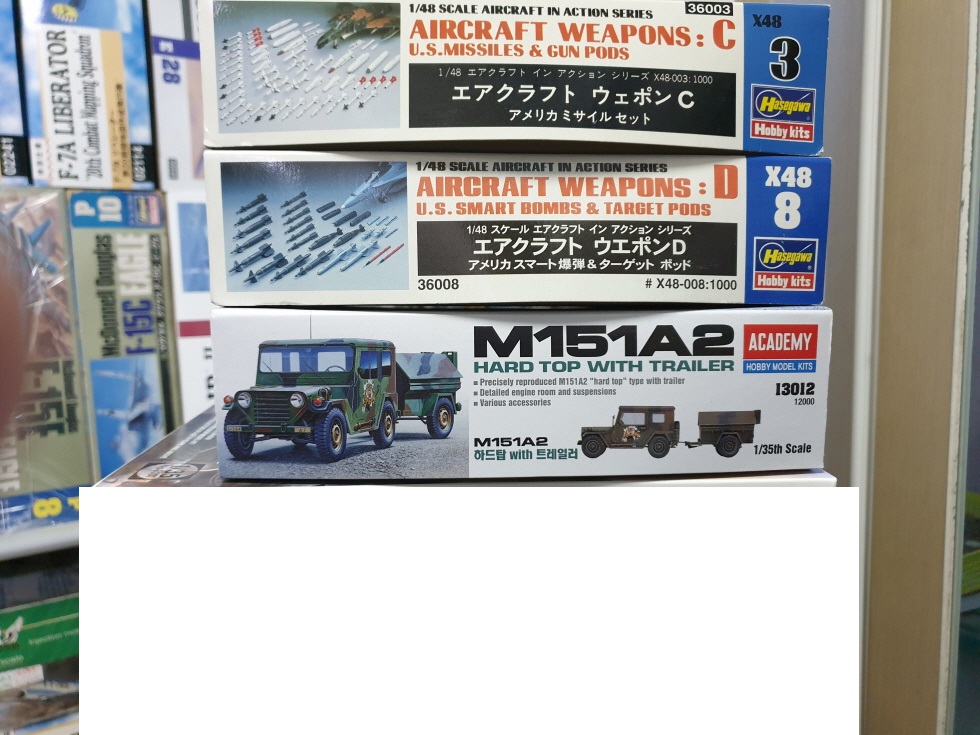 1/48 SCALE AIRCRAFT IN ACTION SERIES
36003
AIRCRAFT WEAPONS: C
U.S.MISSILES & GUN PODS
1/48 エアクラフト イン アクション シリーズ X48-003:1000
エアクラフト ウェポン C
アメリカ ミサイル セット
X48
3
Hasegawa
Hobby kits
1/48 SCALE AIRCRAFT IN ACTION SERIES
AIRCRAFT WEAPONS : D
U.S. SMART BOMBS & TARGET PODS
1/48 スケール エアクラフト イン アクション シリーズ
エアクラフト ウエポンD
アメリカ スマート爆弾&ターゲット ポッド
36008
# X48-008:1000
X48
8
Hasegawa
Hobby kits
M151A2
HARD TOP WITH TRAILER
Precisely reproduced M151A2 "hard top" type with trailer
Detailed engine room and suspensions
Various accessories
ACADEMY
HOBBY MODEL KITS
13012
12000
M151A2
하드탑 with 트레일러
1/35th Scale
F-7A LIBERATOR
20th Combat Mapping Squadron
02114
02241
E 28
P
10
McDonnell Douglas
F-15C EAGLE
8